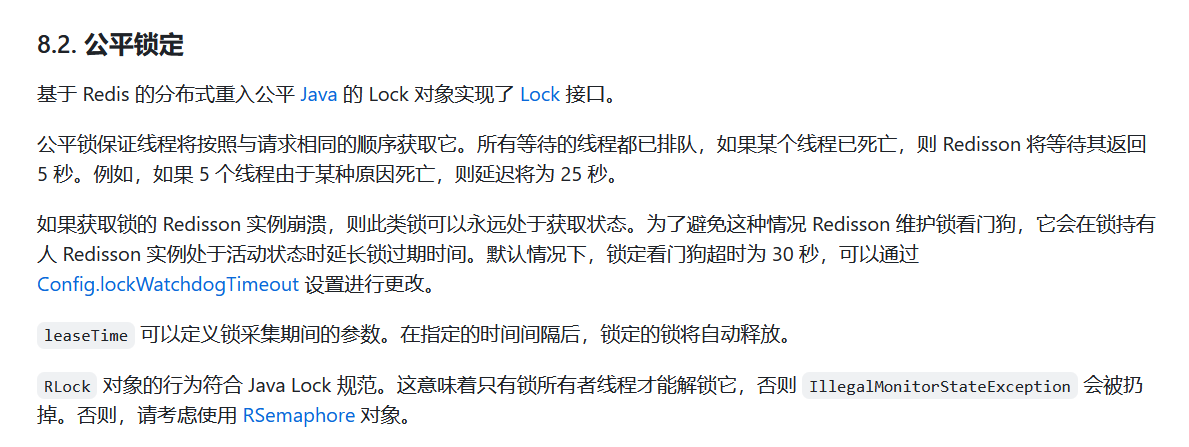 8.2. 公平锁定
基于 Redis 的分布式重入公平 Java 的 Lock 对象实现了 Lock 接口。
公平锁保证线程将按照与请求相同的顺序获取它。所有等待的线程都已排队，如果某个线程已死亡，则 Redisson 将等待其返回
5 秒。例如，如果 5 个线程由于某种原因死亡，则延迟将为 25 秒。
如果获取锁的 Redisson 实例崩溃，则此类锁可以永远处于获取状态。为了避免这种情况 Redisson 维护锁看门狗，它会在锁持有
人 Redisson 实例处于活动状态时延长锁过期时间。默认情况下，锁定看门狗超时为 30 秒，可以通过
Config.lockWatchdogTimeout 设置进行更改。
leaseTime 可以定义锁采集期间的参数。在指定的时间间隔后，锁定的锁将自动释放。
RLock 对象的行为符合 Java Lock 规范。这意味着只有锁所有者线程才能解锁它，否则 IllegalMonitorStateException 会被扔
掉。否则，请考虑使用 RSemaphore 对象。